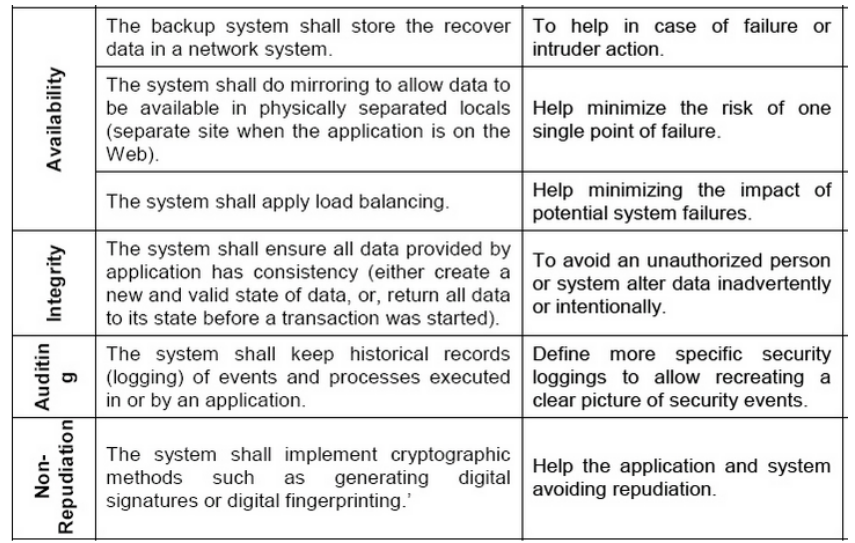 Availability
The backup system shall store the recover
data in a network system.
To help in case of failure or
intruder action.
The system shall do mirroring to allow data to
be available in physically separated locals
(separate site when the application is on the
Web).
Help minimize the risk of one
single point of failure.
The system shall apply load balancing.
Help minimizing the impact of
potential system failures.
Integrity
The system shall ensure all data provided by
application has consistency (either create a
new and valid state of data, or, return all data
to its state before a transaction was started).
To avoid an unauthorized person
or system alter data inadvertently
or intentionally.
Auditin
g
The system shall keep historical records
(logging) of events and processes executed
in or by an application.
Define more specific security
loggings to allow recreating a
clear picture of security events.
Non-
Repudiation
The system shall implement cryptographic
methods such as generating digital
signatures or digital fingerprinting.’
Help the application and system
avoiding repudiation.